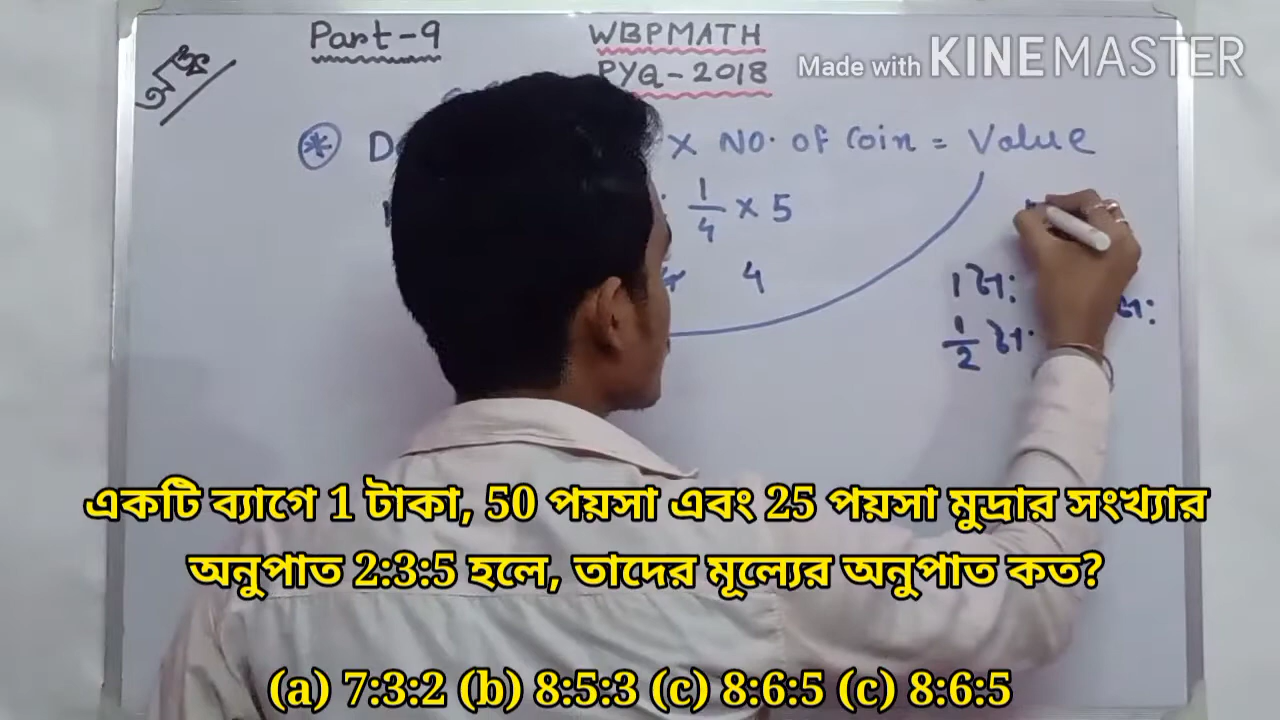 Part-9
WBPMATH
Made with KINEMASTER
অঙ্ক
PYQ-2018
* D × No. of Coin = Value
1/4 × 5
4
1 টা:
1/2 টা:
টা:
একটি ব্যাগে 1 টাকা, 50 পয়সা এবং 25 পয়সা মুদ্রার সংখ্যার
অনুপাত 2:3:5 হলে, তাদের মূল্যের অনুপাত কত?
(a) 7:3:2 (b) 8:5:3 (c) 8:6:5 (c) 8:6:5